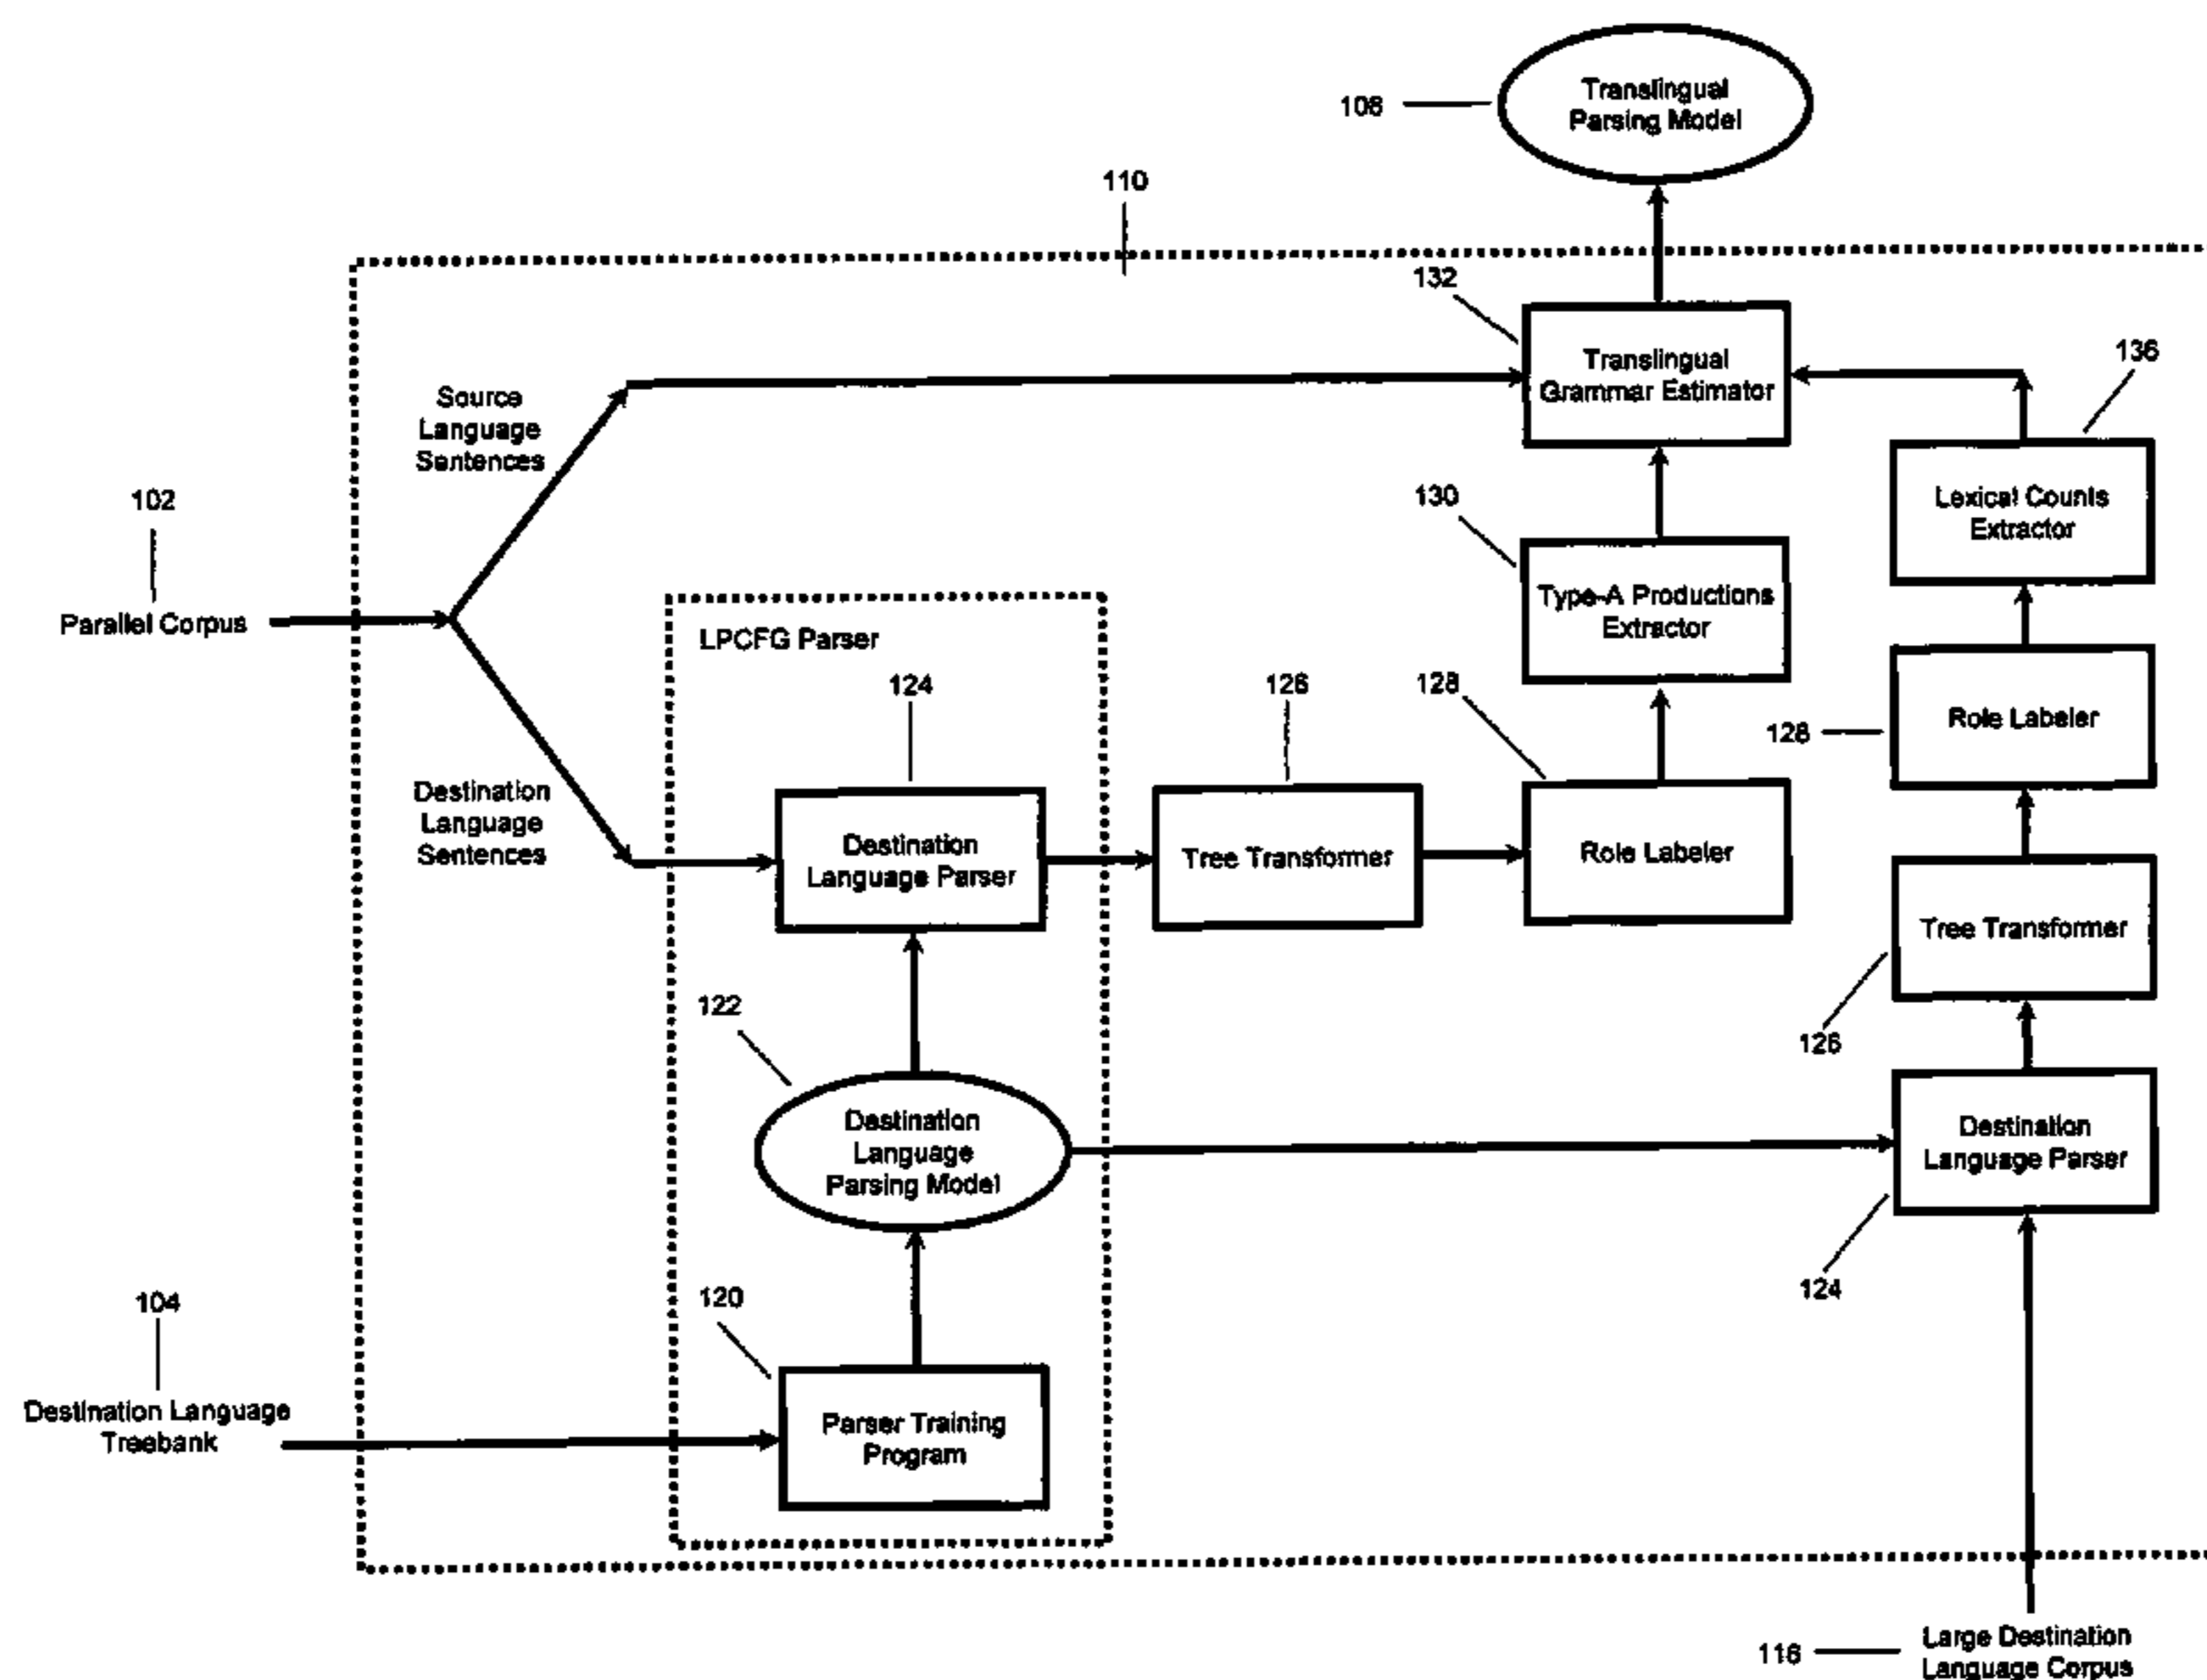 Translingual
Parsing Model
108
110
132
Translingual
Grammar Estimator
136
Source
Language
Sentences
Lexical Counts
Extractor
102
130
Parallel Corpus
Type-A Productions
Extractor
LPCFG Parser
124
126
128
Role Labeler
128
Destination
Language
Sentences
Destination
Language Parser
Tree Transformer
Role Labeler
Tree Transformer
122
126
Destination
Language
Parsing Model
Destination
Language Parser
124
104
120
Destination Language
Treebank
Parser Training
Program
116
Large Destination
Language Corpus